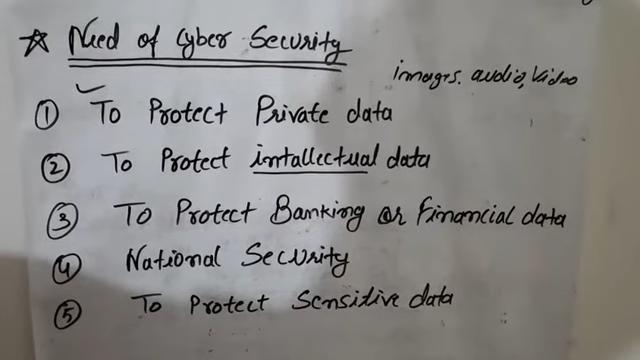 ☆ Need of Cyber Security
images, audio, video
① To Protect Private data
② To Protect intallectual data
③ To Protect Banking or Financial data
④ National Security
⑤ To Protect Sensitive data